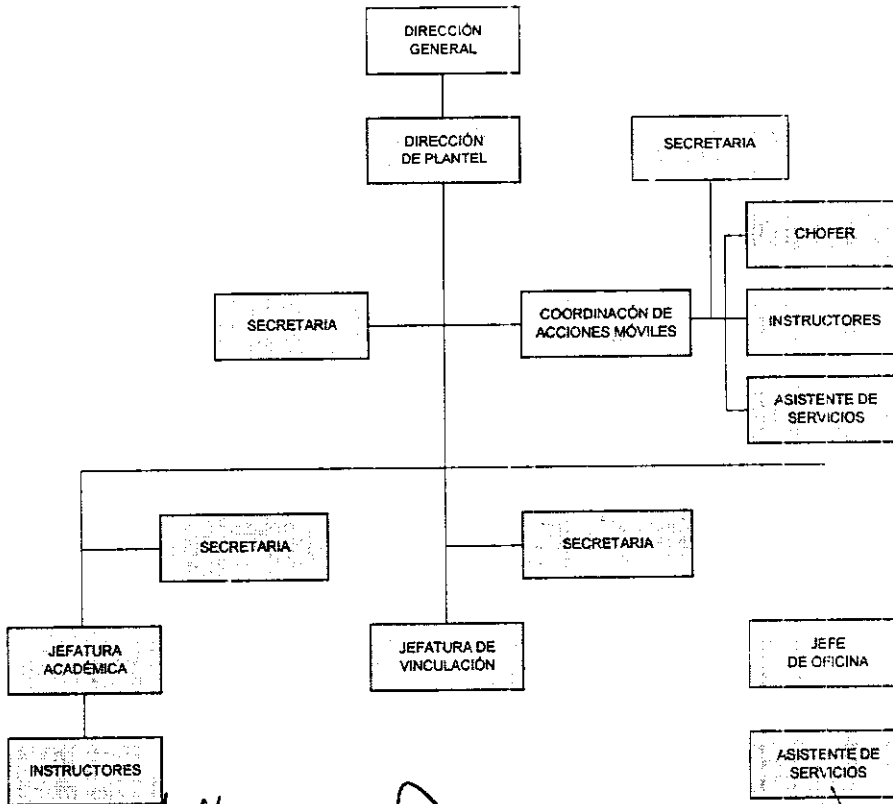 DIRECCIÓN
GENERAL
DIRECCIÓN
DE PLANTEL
SECRETARIA
CHOFER
SECRETARIA
COORDINACÓN DE
ACCIONES MÓVILES
INSTRUCTORES
ASISTENTE DE
SERVICIOS
SECRETARIA
SECRETARIA
JEFATURA
ACADÉMICA
JEFATURA DE
VINCULACIÓN
JEFE
DE OFICINA
INSTRUCTORES
ASISTENTE DE
SERVICIOS